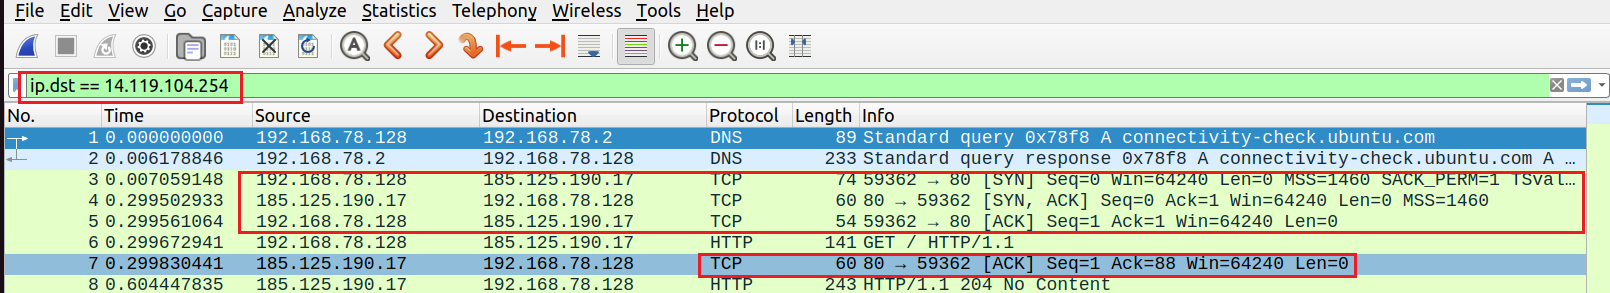 File Edit View Go Capture Analyze Statistics Telephony Wireless Tools Help
ip.dst == 14.119.104.254
No. Time Source Destination Protocol Length Info
1 0.000000000 192.168.78.128 192.168.78.2 DNS 89 Standard query 0x78f8 A connectivity-check.ubuntu.com
2 0.006178846 192.168.78.2 192.168.78.128 DNS 233 Standard query response 0x78f8 A connectivity-check.ubuntu.com A …
3 0.007059148 192.168.78.128 185.125.190.17 TCP 74 59362 → 80 [SYN] Seq=0 Win=64240 Len=0 MSS=1460 SACK_PERM=1 TSval…
4 0.299502933 185.125.190.17 192.168.78.128 TCP 60 80 → 59362 [SYN, ACK] Seq=0 Ack=1 Win=64240 Len=0 MSS=1460
5 0.299561064 192.168.78.128 185.125.190.17 TCP 54 59362 → 80 [ACK] Seq=1 Ack=1 Win=64240 Len=0
6 0.299672941 192.168.78.128 185.125.190.17 HTTP 141 GET / HTTP/1.1
7 0.299830441 185.125.190.17 192.168.78.128 TCP 60 80 → 59362 [ACK] Seq=1 Ack=88 Win=64240 Len=0
8 0.604447835 185.125.190.17 192.168.78.128 HTTP 243 HTTP/1.1 204 No Content